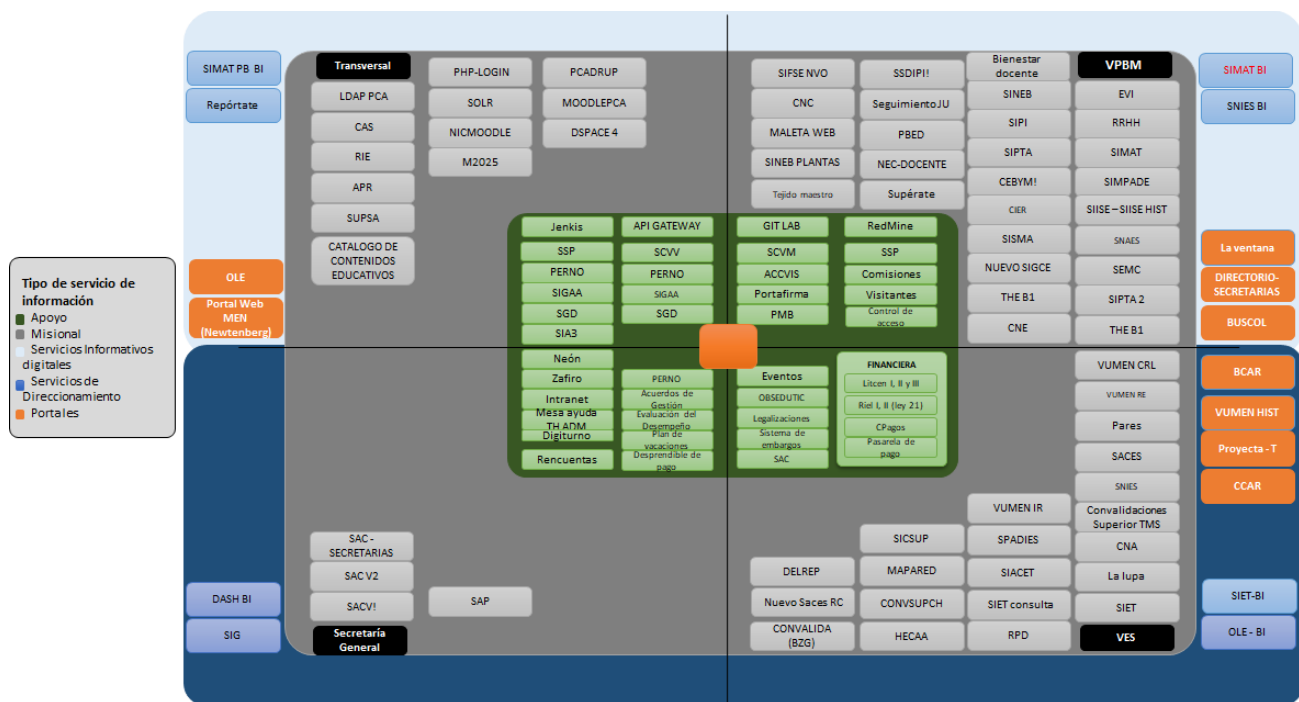 Tipo de servicio de
información
Apoyo
Misional
Servicios Informativos
digitales
Servicios de
Direccionamiento
Portales
SIMAT PB BI
Repórtate
OLE
Portal Web
MEN
(Newtenberg)
DASH BI
SIG
Transversal
LDAP PCA
CAS
RIE
APR
SUPSA
CATALOGO DE
CONTENIDOS
EDUCATIVOS
PHP-LOGIN
SOLR
NICMOODLE
M2025
PCADRUP
MOODLEPCA
DSPACE 4
SIFSE NVO
CNC
MALETA WEB
SINEB PLANTAS
Tejido maestro
SSDIPI!
SeguimientoJU
PBED
NEC-DOCENTE
Supérate
Bienestar
docente
SINEB
SIPI
SIPTA
CEBYM!
CIER
SISMA
NUEVO SIGCE
THE B1
CNE
VPBM
EVI
RRHH
SIMAT
SIMPADE
SIISE – SIISE HIST
SNAES
SEMC
SIPTA 2
THE B1
SIMAT BI
SNIES BI
La ventana
DIRECTORIO-
SECRETARIAS
BUSCOL
Jenkis
SSP
PERNO
SIGAA
SGD
SIA3
API GATEWAY
SCVV
PERNO
SIGAA
SGD
GIT LAB
SCVM
ACCVIS
Portafirma
PMB
RedMine
SSP
Comisiones
Visitantes
Control de
acceso
Neón
Zafiro
Intranet
Mesa ayuda
TH ADM
Digiturno
Rencuentas
PERNO
Acuerdos de
Gestión
Evaluación del
Desempeño
Plan de
vacaciones
Desprendible de
pago
Eventos
OBSEDUTIC
Legalizaciones
Sistema de
embargos
SAC
FINANCIERA
Litcen I, II y III
Riel I, II (ley 21)
CPagos
Pasarela de
pago
SAC -
SECRETARIAS
SAC V2
SACV!
Secretaría
General
SAP
DELREP
Nuevo Saces RC
CONVALIDA
(BZG)
SICSUP
MAPARED
CONVSUPCH
HECAA
VUMEN IR
SPADIES
SIACET
SIET consulta
RPD
VUMEN CRL
VUMEN RE
Pares
SACES
SNIES
Convalidaciones
Superior TMS
CNA
La lupa
SIET
VES
BCAR
VUMEN HIST
Proyecta - T
CCAR
SIET-BI
OLE - BI